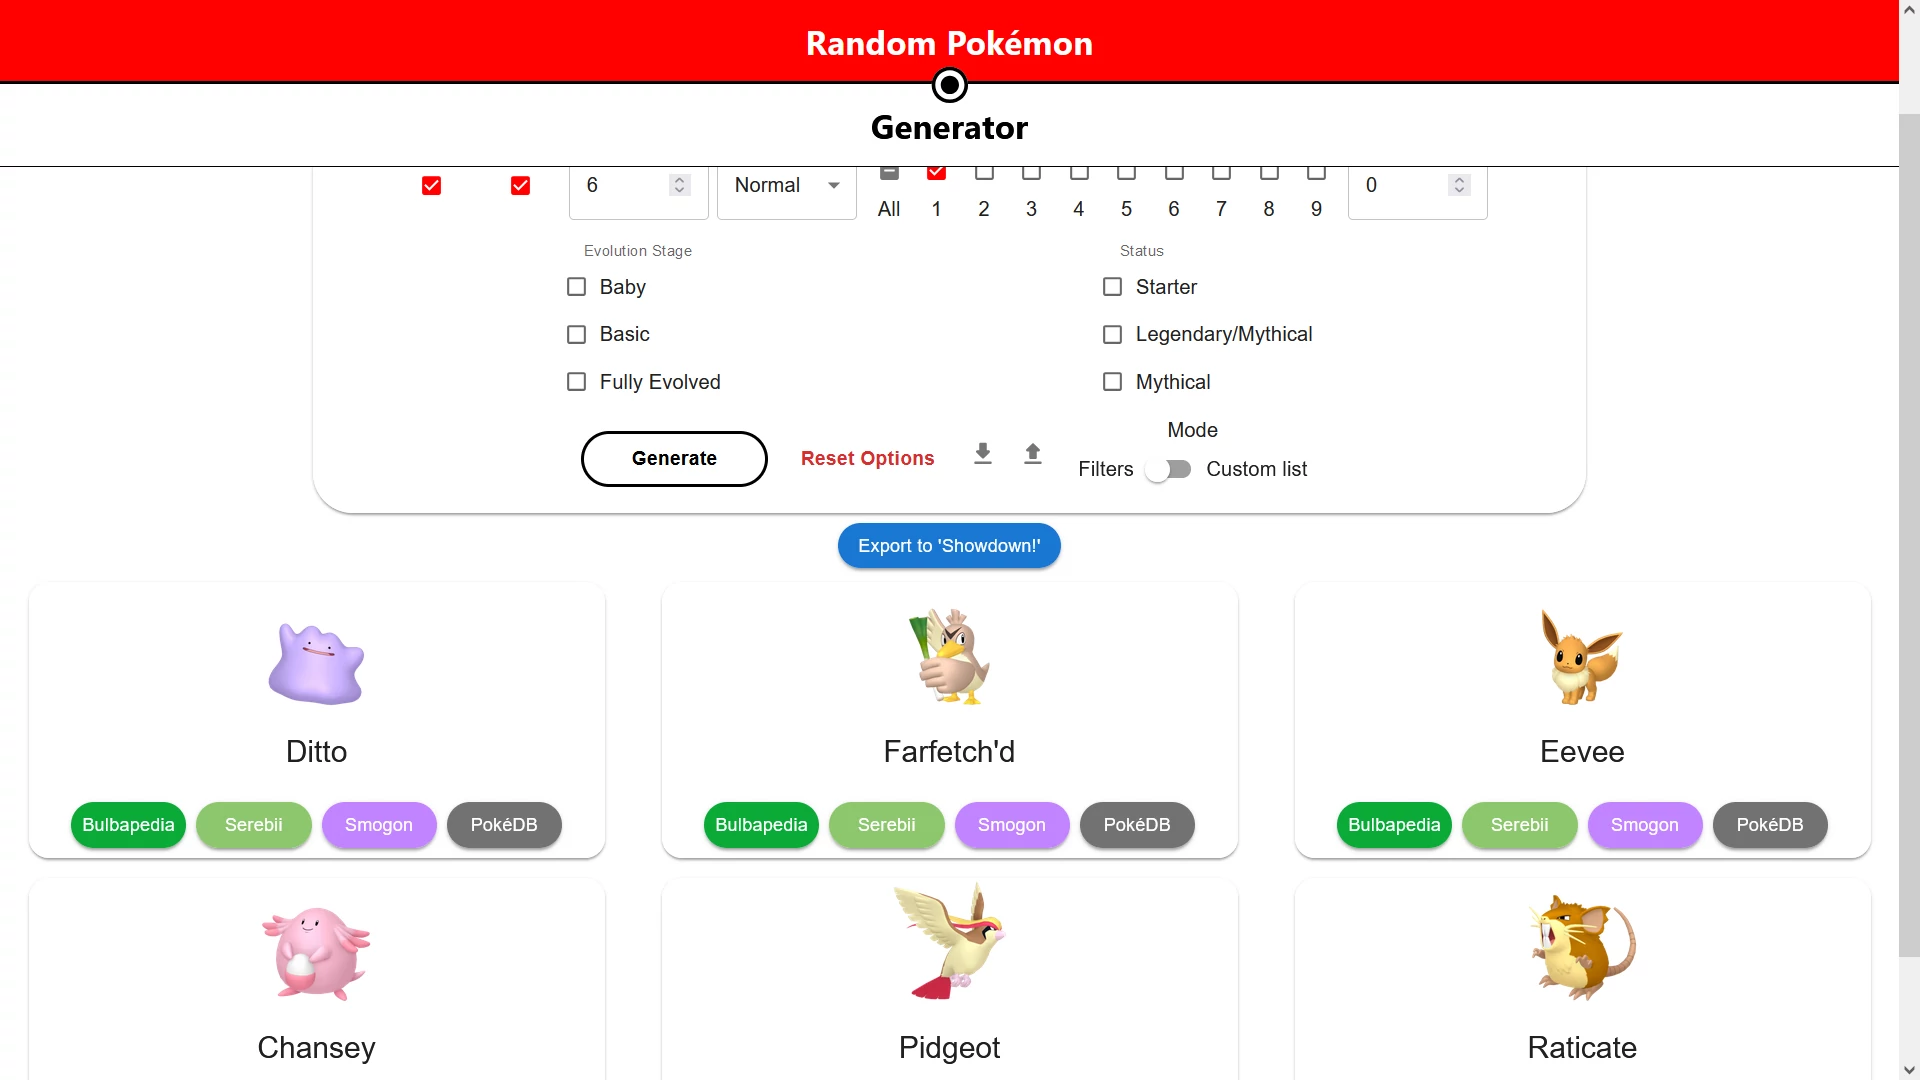 Random Pokémon
Generator
6
Normal
All 1 2 3 4 5 6 7 8 9
0
Evolution Stage
Status
Baby
Starter
Basic
Legendary/Mythical
Fully Evolved
Mythical
Mode
Generate
Reset Options
Filters
Custom list
Export to 'Showdown!'
Ditto
Farfetch'd
Eevee
Bulbapedia Serebii Smogon PokéDB
Bulbapedia Serebii Smogon PokéDB
Bulbapedia Serebii Smogon PokéDB
Chansey
Pidgeot
Raticate